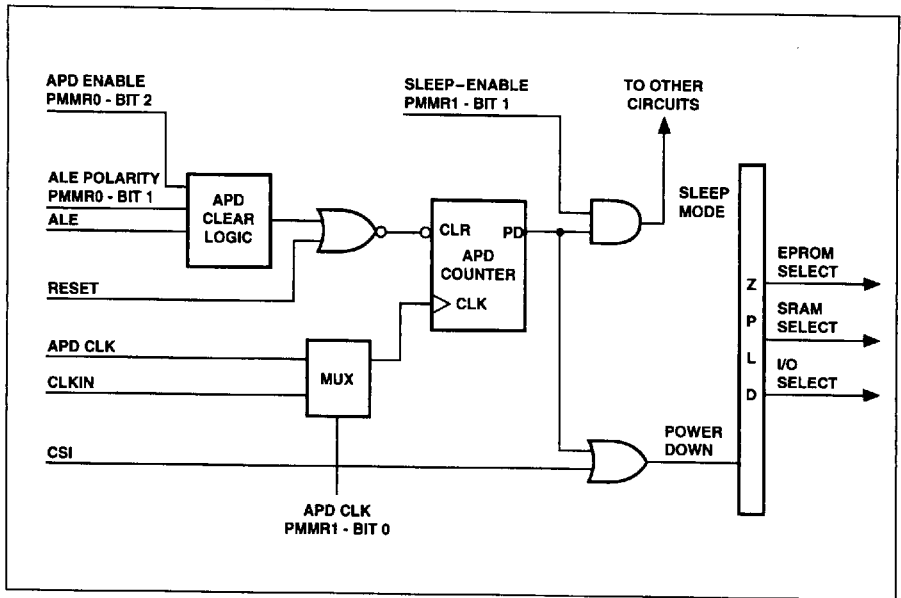 APD ENABLE
PMMR0 - BIT 2
SLEEP-ENABLE
PMMR1 - BIT 1
TO OTHER
CIRCUITS
ALE POLARITY
PMMR0 - BIT 1
ALE
APD
CLEAR
LOGIC
SLEEP
MODE
CLR
PD
APD
COUNTER
CLK
EPROM
SELECT
RESET
Z
P
L
D
SRAM
SELECT
APD CLK
CLKIN
MUX
I/O
SELECT
POWER
DOWN
CSI
APD CLK
PMMR1 - BIT 0